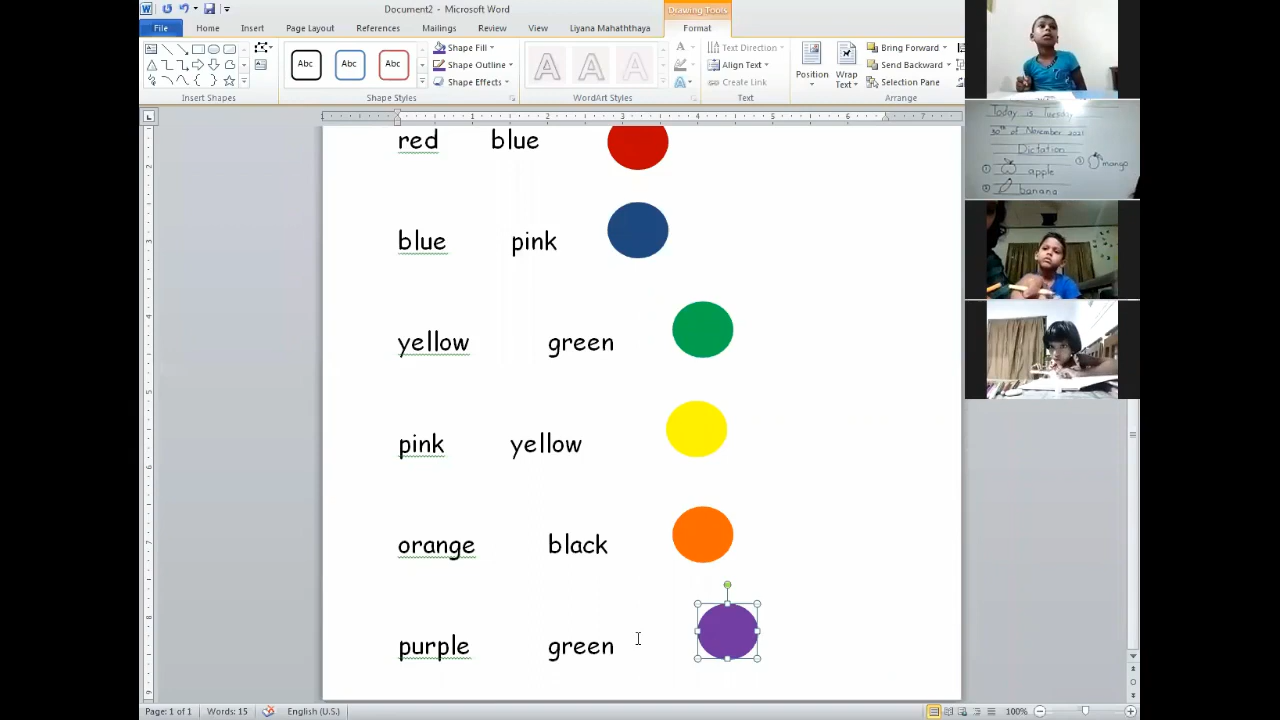 Document2 - Microsoft Word
Drawing Tools
File Home Insert Page Layout References Mailings Review View Liyana Mahaththaya Format
Abc Abc Abc
Shape Fill
Shape Outline
Shape Effects
A A A
Text Direction
Align Text
Create Link
Position
Wrap Text
Bring Forward
Send Backward
Selection Pane
Insert Shapes Shape Styles WordArt Styles Text Arrange
red blue
blue pink
yellow green
pink yellow
orange black
purple green
Today is Tuesday
30th of November 2021
Dictation
① apple
② banana
③ mango
Page: 1 of 1 Words: 15 English (U.S.) 100%